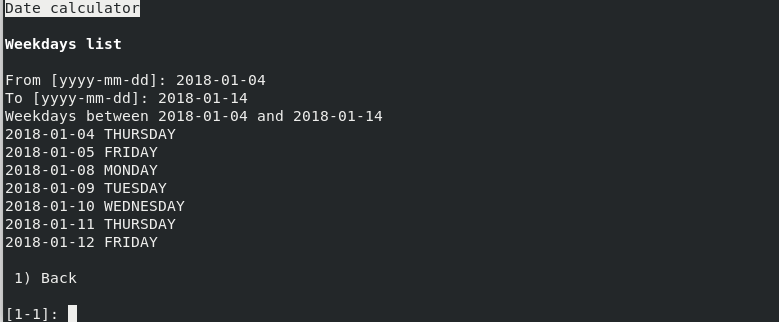 Date calculator
Weekdays list
From [yyyy-mm-dd]: 2018-01-04
To [yyyy-mm-dd]: 2018-01-14
Weekdays between 2018-01-04 and 2018-01-14
2018-01-04 THURSDAY
2018-01-05 FRIDAY
2018-01-08 MONDAY
2018-01-09 TUESDAY
2018-01-10 WEDNESDAY
2018-01-11 THURSDAY
2018-01-12 FRIDAY
1) Back
[1-1]: